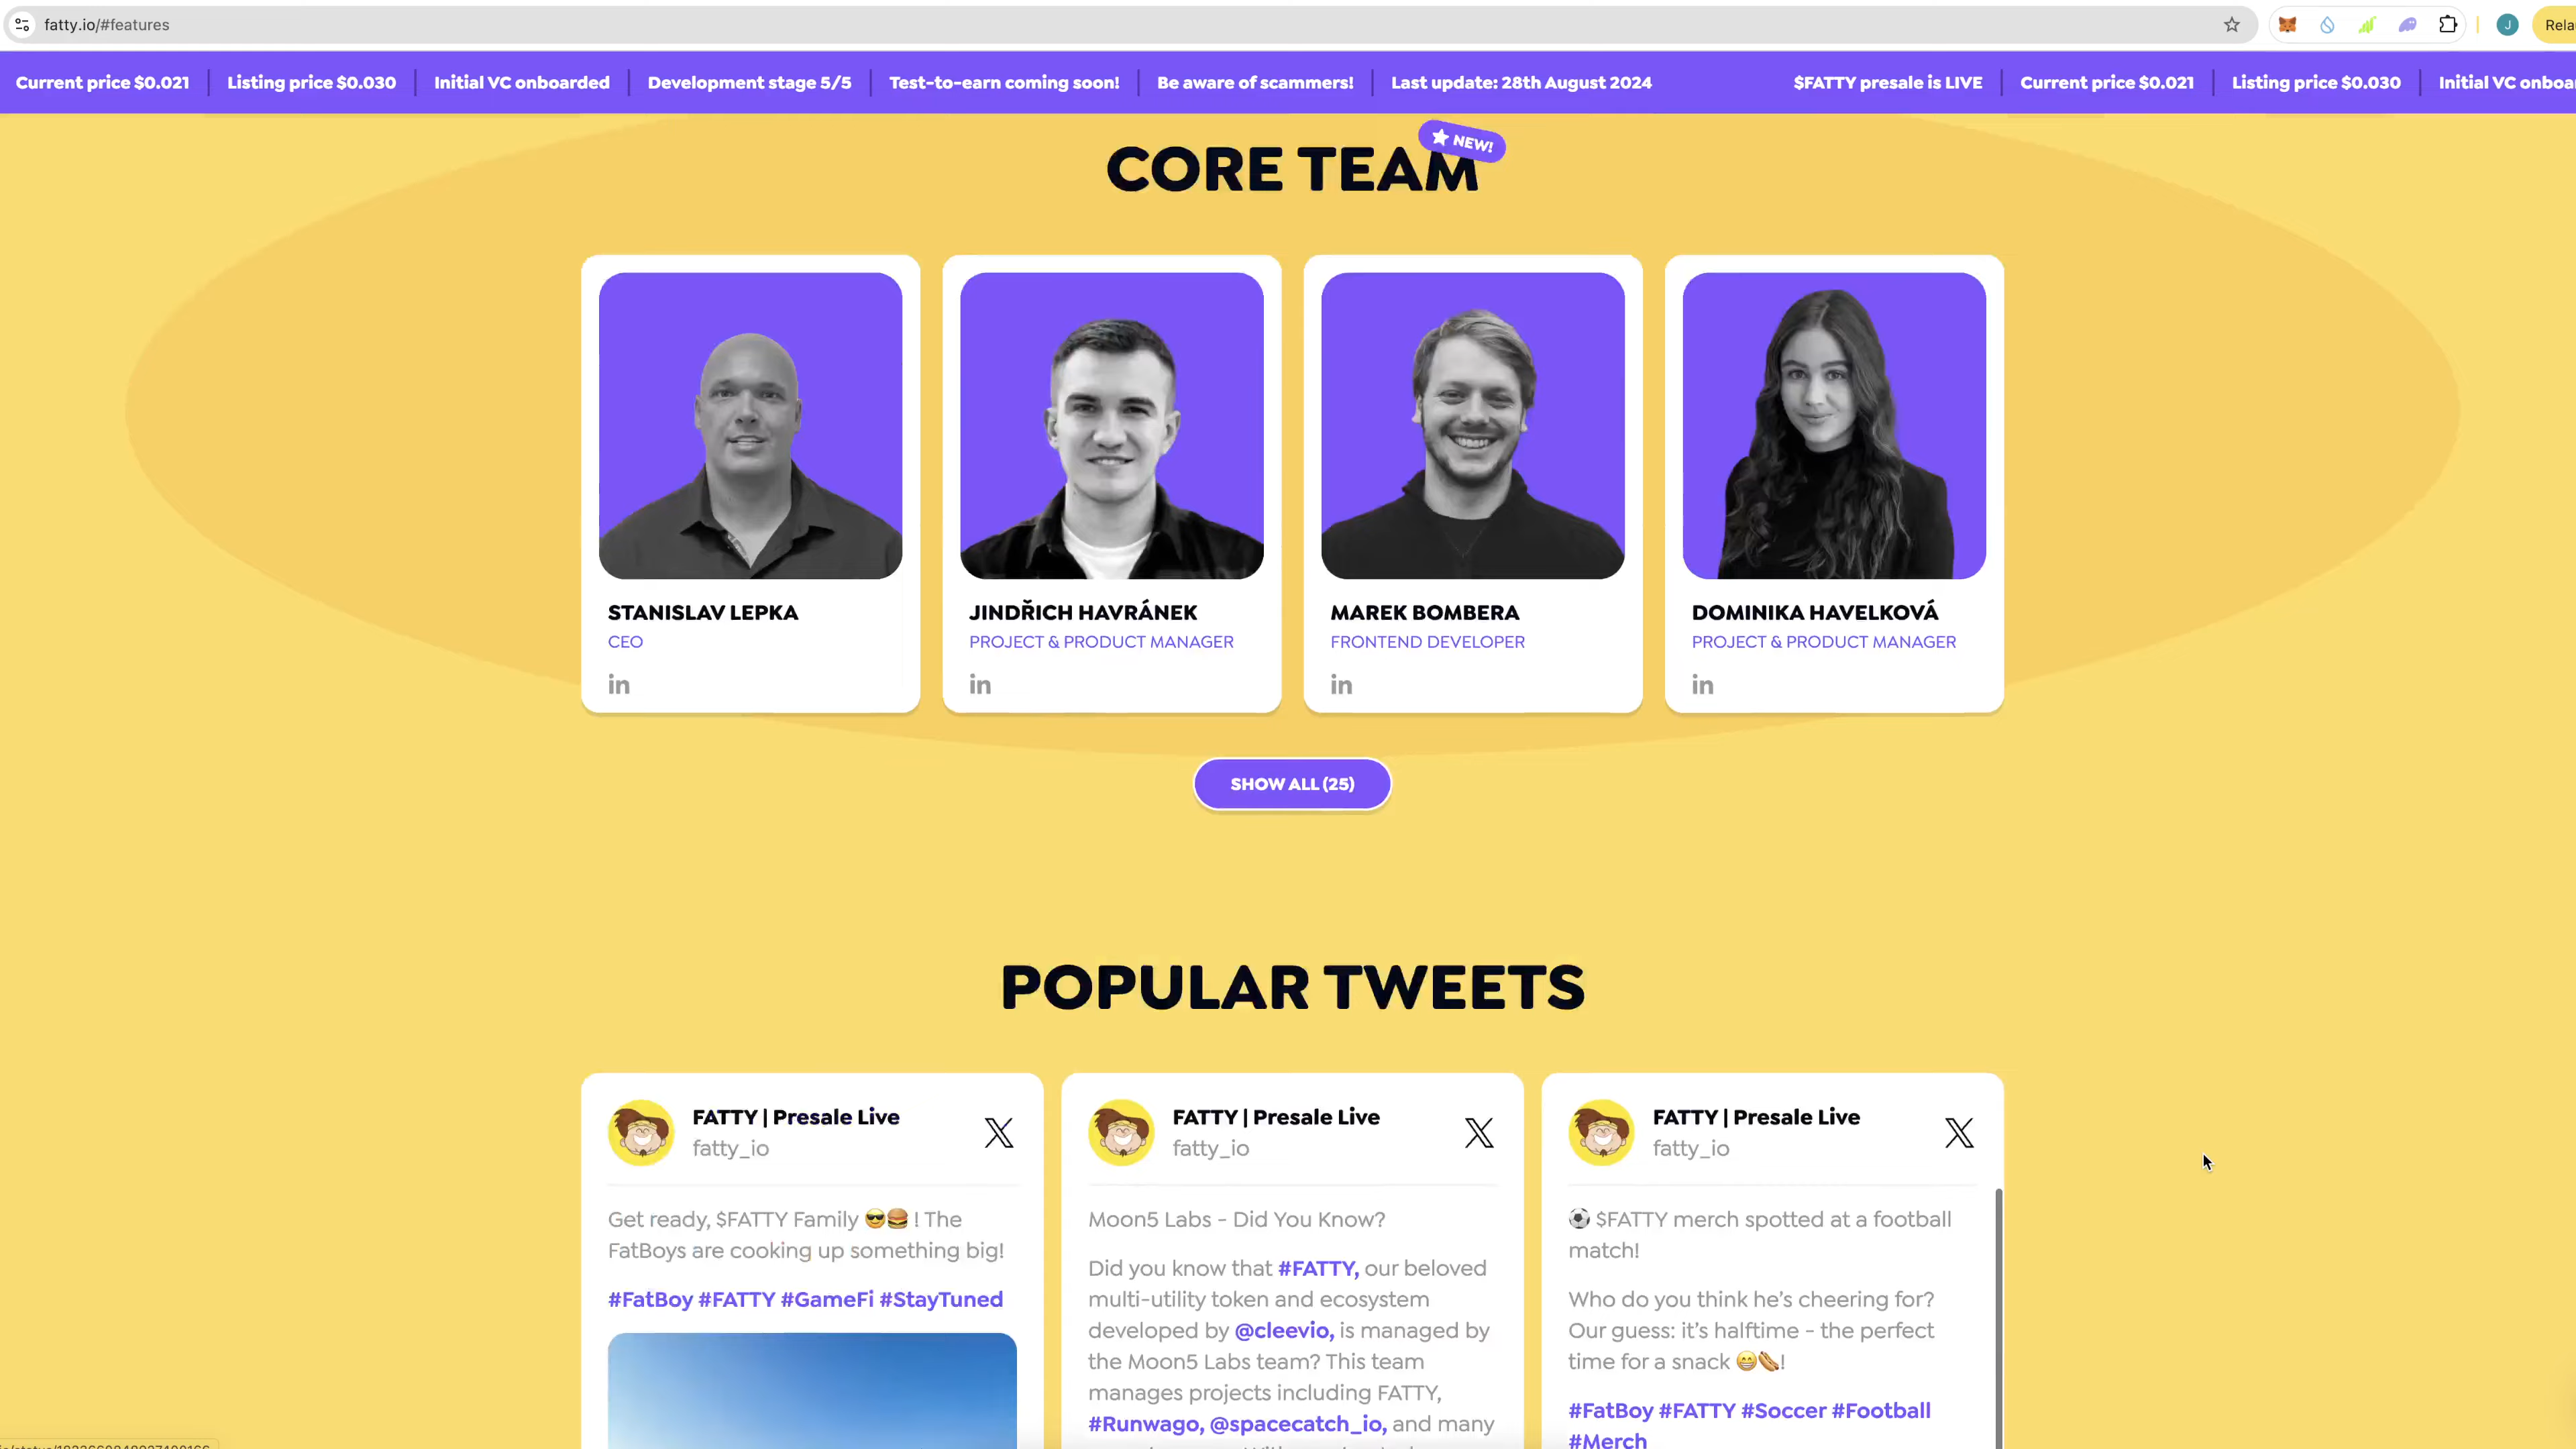 fatty.io/#features
J
Rela
Current price $0.021 | Listing price $0.030 | Initial VC onboarded | Development stage 5/5 | Test-to-earn coming soon! | Be aware of scammers! | Last update: 28th August 2024 $FATTY presale is LIVE | Current price $0.021 | Listing price $0.030 | Initial VC onboa
NEW!
CORE TEAM
STANISLAV LEPKA
CEO
in
JINDŘICH HAVRÁNEK
PROJECT & PRODUCT MANAGER
in
MAREK BOMBERA
FRONTEND DEVELOPER
in
DOMINIKA HAVELKOVÁ
PROJECT & PRODUCT MANAGER
in
SHOW ALL (25)
POPULAR TWEETS
FATTY | Presale Live
fatty_io
Get ready, $FATTY Family 😎🍔 ! The
FatBoys are cooking up something big!
#FatBoy #FATTY #GameFi #StayTuned
FATTY | Presale Live
fatty_io
Moon5 Labs - Did You Know?
Did you know that #FATTY, our beloved
multi-utility token and ecosystem
developed by @cleevio, is managed by
the Moon5 Labs team? This team
manages projects including FATTY,
#Runwago, @spacecatch_io, and many
FATTY | Presale Live
fatty_io
⚽ $FATTY merch spotted at a football
match!
Who do you think he's cheering for?
Our guess: it's halftime - the perfect
time for a snack 😁🌭!
#FatBoy #FATTY #Soccer #Football
#Merch